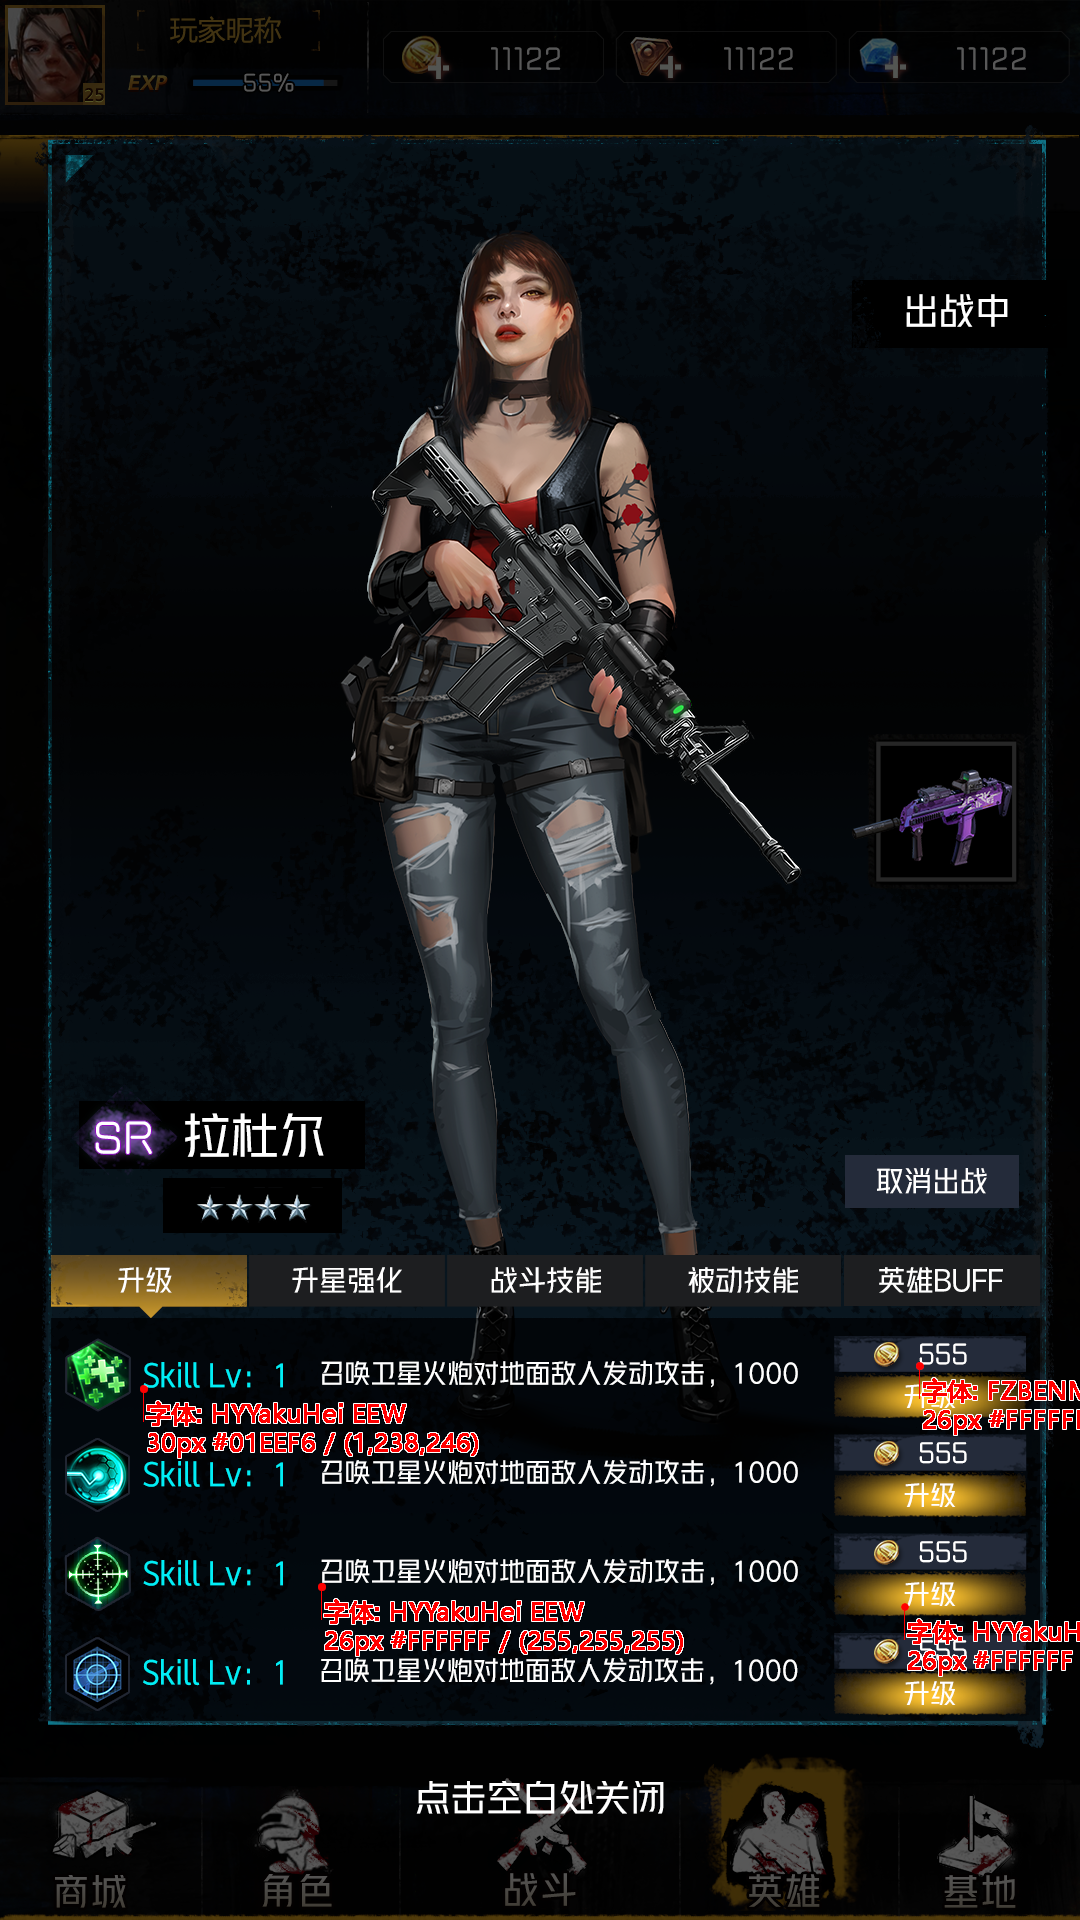 玩家昵称
EXP
55%
25
11122
11122
11122
出战中
SR 拉杜尔
取消出战
升级
升星强化
战斗技能
被动技能
英雄BUFF
Skill Lv: 1
召唤卫星火炮对地面敌人发动攻击，1000
555
升级
字体: HYYakuHei EEW
30px #01EEF6 / (1,238,246)
字体: FZBENM
26px #FFFFFF
Skill Lv: 1
召唤卫星火炮对地面敌人发动攻击，1000
555
升级
Skill Lv: 1
召唤卫星火炮对地面敌人发动攻击，1000
555
升级
字体: HYYakuHei EEW
26px #FFFFFF / (255,255,255)
字体: HYYakuH
26px #FFFFFF
Skill Lv: 1
召唤卫星火炮对地面敌人发动攻击，1000
555
升级
点击空白处关闭
商城
角色
战斗
英雄
基地